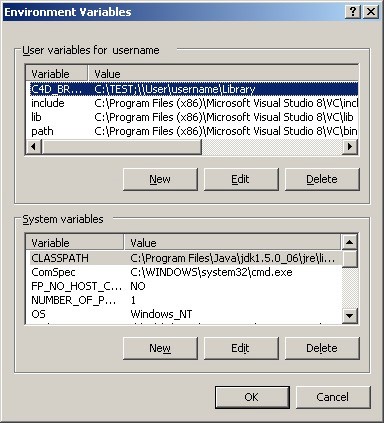 Environment Variables
User variables for username
Variable Value
C4D_BR... C:\TEST;\\User\username\Library
include C:\Program Files (x86)\Microsoft Visual Studio 8\VC\incl
lib C:\Program Files (x86)\Microsoft Visual Studio 8\VC\lib
path C:\Program Files (x86)\Microsoft Visual Studio 8\VC\bin
New Edit Delete
System variables
Variable Value
CLASSPATH C:\Program Files\Java\jdk1.5.0_06\jre\li...
ComSpec C:\WINDOWS\system32\cmd.exe
FP_NO_HOST_C... NO
NUMBER_OF_P... 1
OS Windows_NT
New Edit Delete
OK Cancel